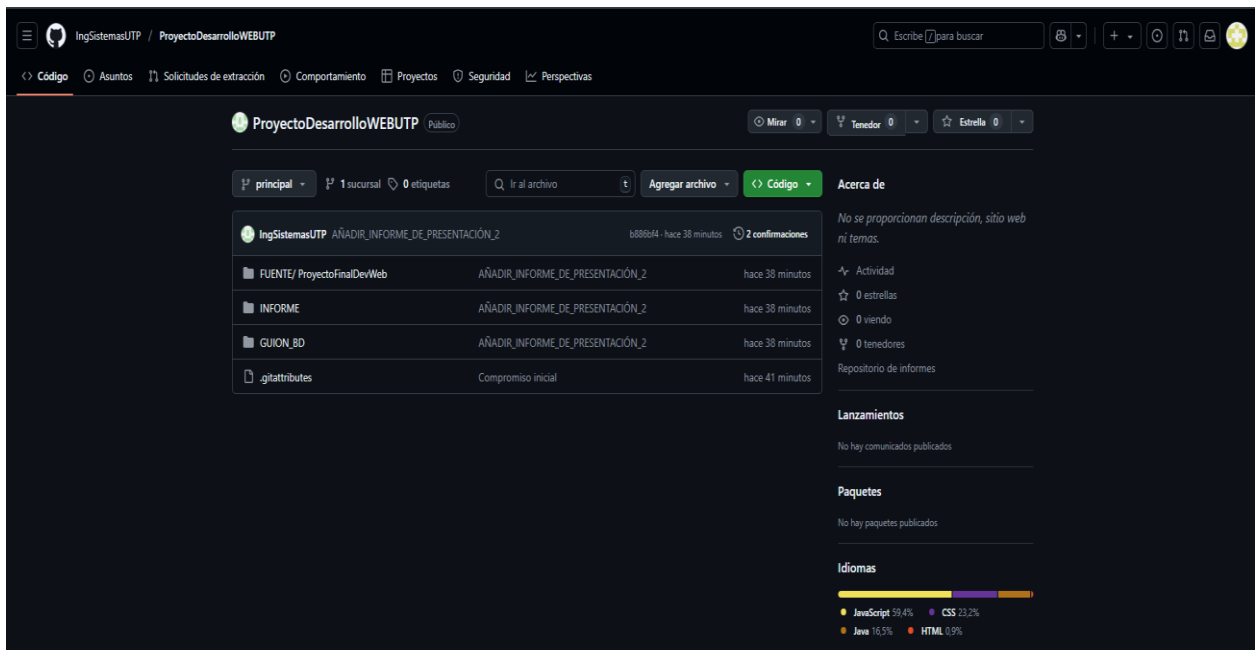 IngSistemasUTP / ProyectoDesarrolloWEBUTP
Escribe / para buscar
Código Asuntos Solicitudes de extracción Comportamiento Proyectos Seguridad Perspectivas
ProyectoDesarrolloWEBUTP Público
Mirar 0 Tenedor 0 Estrella 0
principal 1 sucursal 0 etiquetas Ir al archivo t Agregar archivo Código
IngSistemasUTP AÑADIR_INFORME_DE_PRESENTACIÓN_2 b886bf4 · hace 38 minutos 2 confirmaciones
FUENTE/ ProyectoFinalDevWeb AÑADIR_INFORME_DE_PRESENTACIÓN_2 hace 38 minutos
INFORME AÑADIR_INFORME_DE_PRESENTACIÓN_2 hace 38 minutos
GUION_BD AÑADIR_INFORME_DE_PRESENTACIÓN_2 hace 38 minutos
.gitattributes Compromiso inicial hace 41 minutos
Acerca de
No se proporcionan descripción, sitio web
ni temas.
Actividad
0 estrellas
0 viendo
0 tenedores
Repositorio de informes
Lanzamientos
No hay comunicados publicados
Paquetes
No hay paquetes publicados
Idiomas
JavaScript 59,4% CSS 23,2%
Java 16,5% HTML 0,9%